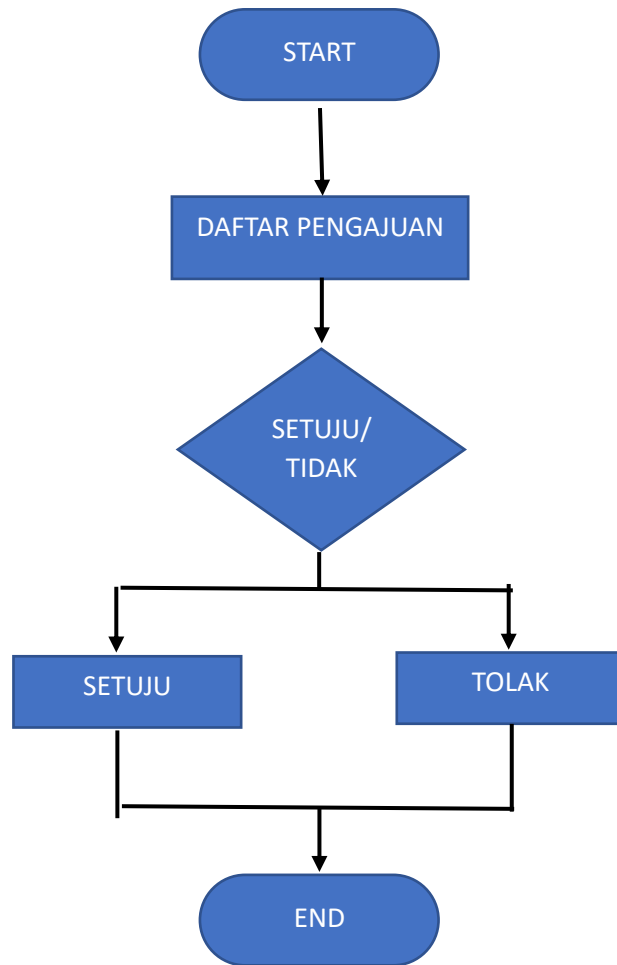 START
DAFTAR PENGAJUAN
SETUJU/
TIDAK
SETUJU
TOLAK
END